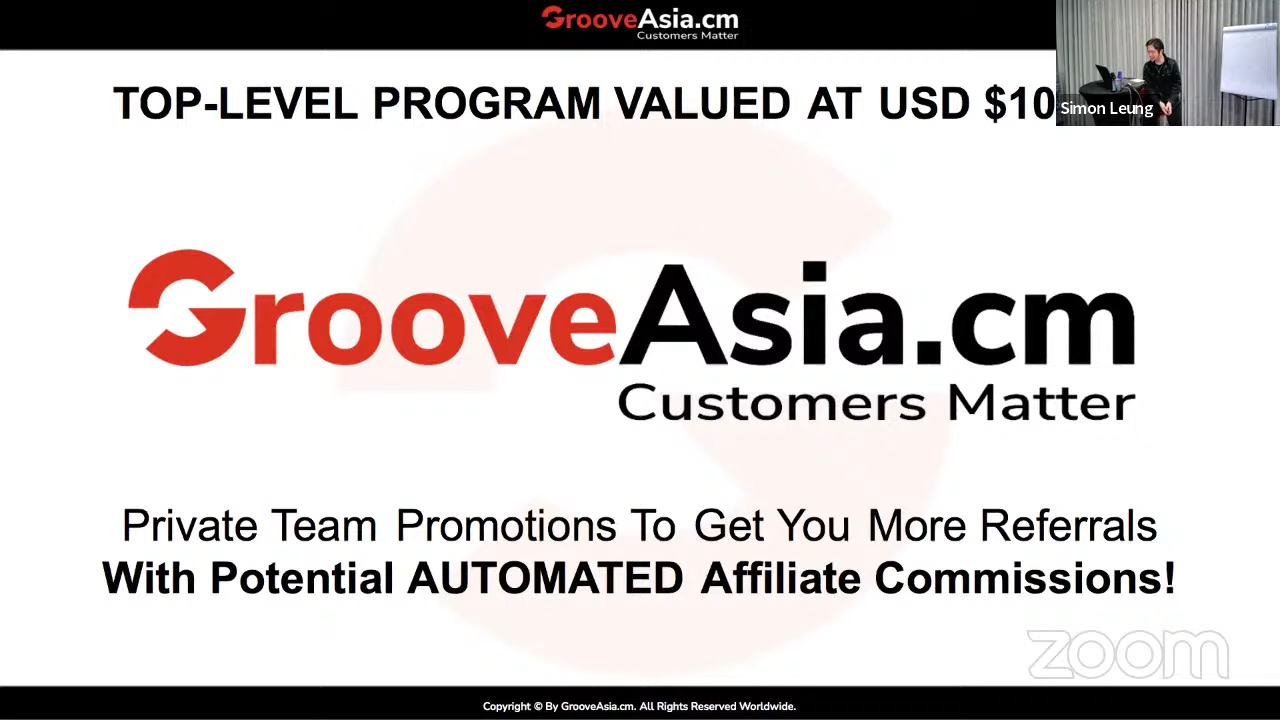 GrooveAsia.cm
Customers Matter
Simon Leung
TOP-LEVEL PROGRAM VALUED AT USD $10
GrooveAsia.cm
Customers Matter
Private Team Promotions To Get You More Referrals
With Potential AUTOMATED Affiliate Commissions!
zoom
Copyright © By GrooveAsia.cm. All Rights Reserved Worldwide.